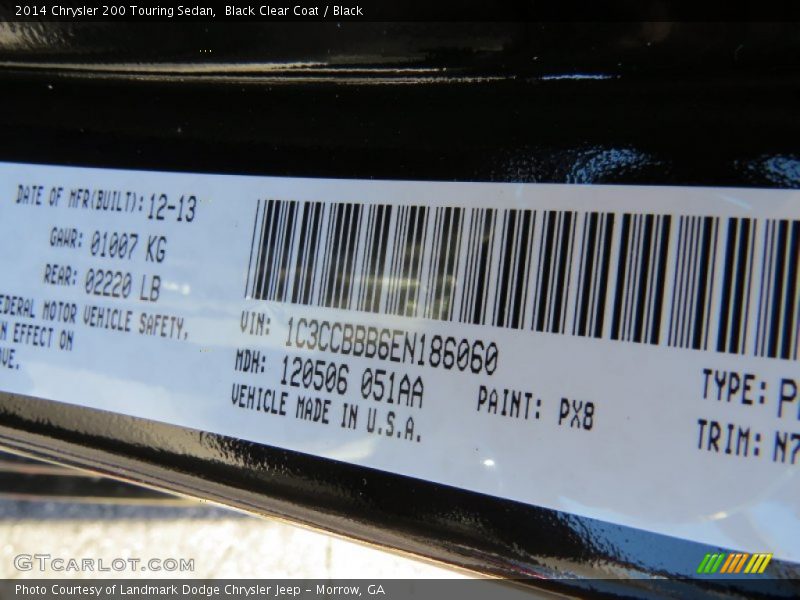 2014 Chrysler 200 Touring Sedan,  Black Clear Coat / Black
DATE OF MFR(BUILT): 12-13
GAWR: 01007 KG
REAR: 02220 LB
EDERAL MOTOR VEHICLE SAFETY,
N EFFECT ON
VE.
VIN: 1C3CCBBB6EN186060
MDH: 120506 051AA
VEHICLE MADE IN U.S.A.
PAINT: PX8
TYPE: P
TRIM: N7
GTCARLOT.COM
Photo Courtesy of Landmark Dodge Chrysler Jeep – Morrow, GA